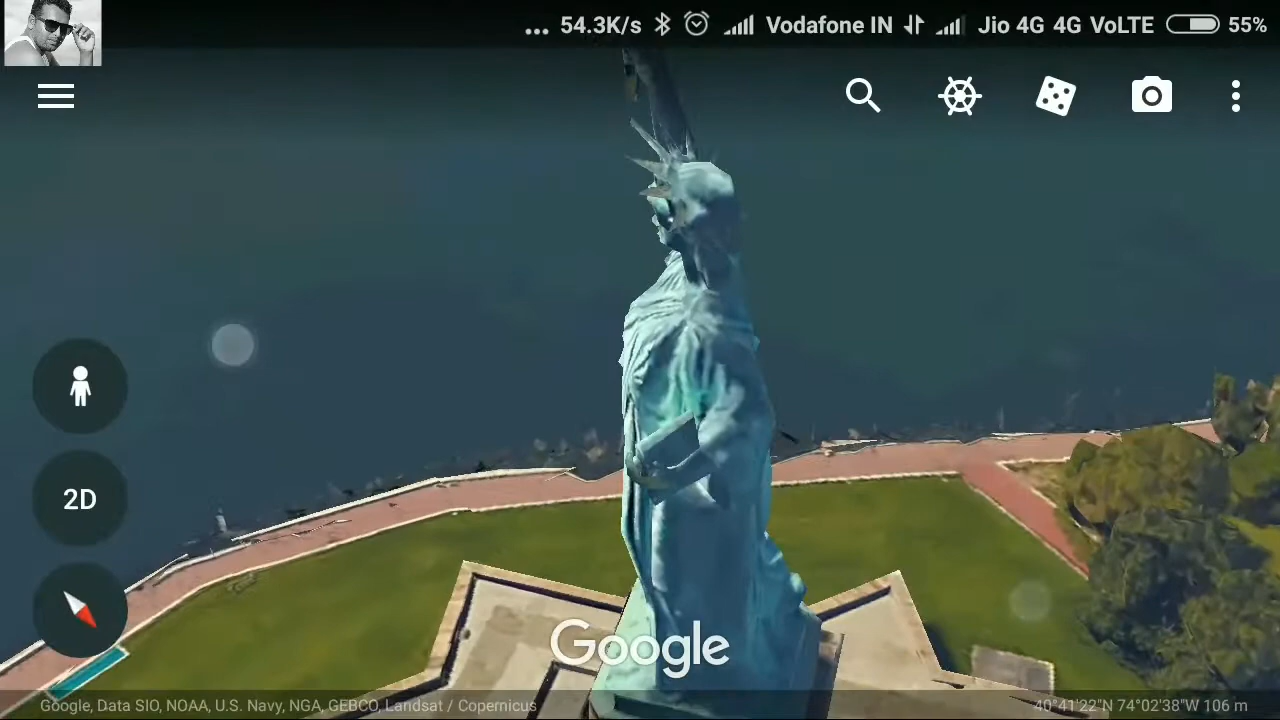 ... 54.3K/s Vodafone IN Jio 4G 4G VoLTE 55%
2D
Google
Google, Data SIO, NOAA, U.S. Navy, NGA, GEBCO, Landsat / Copernicus
40°41'22"N 74°02'38"W 106 m